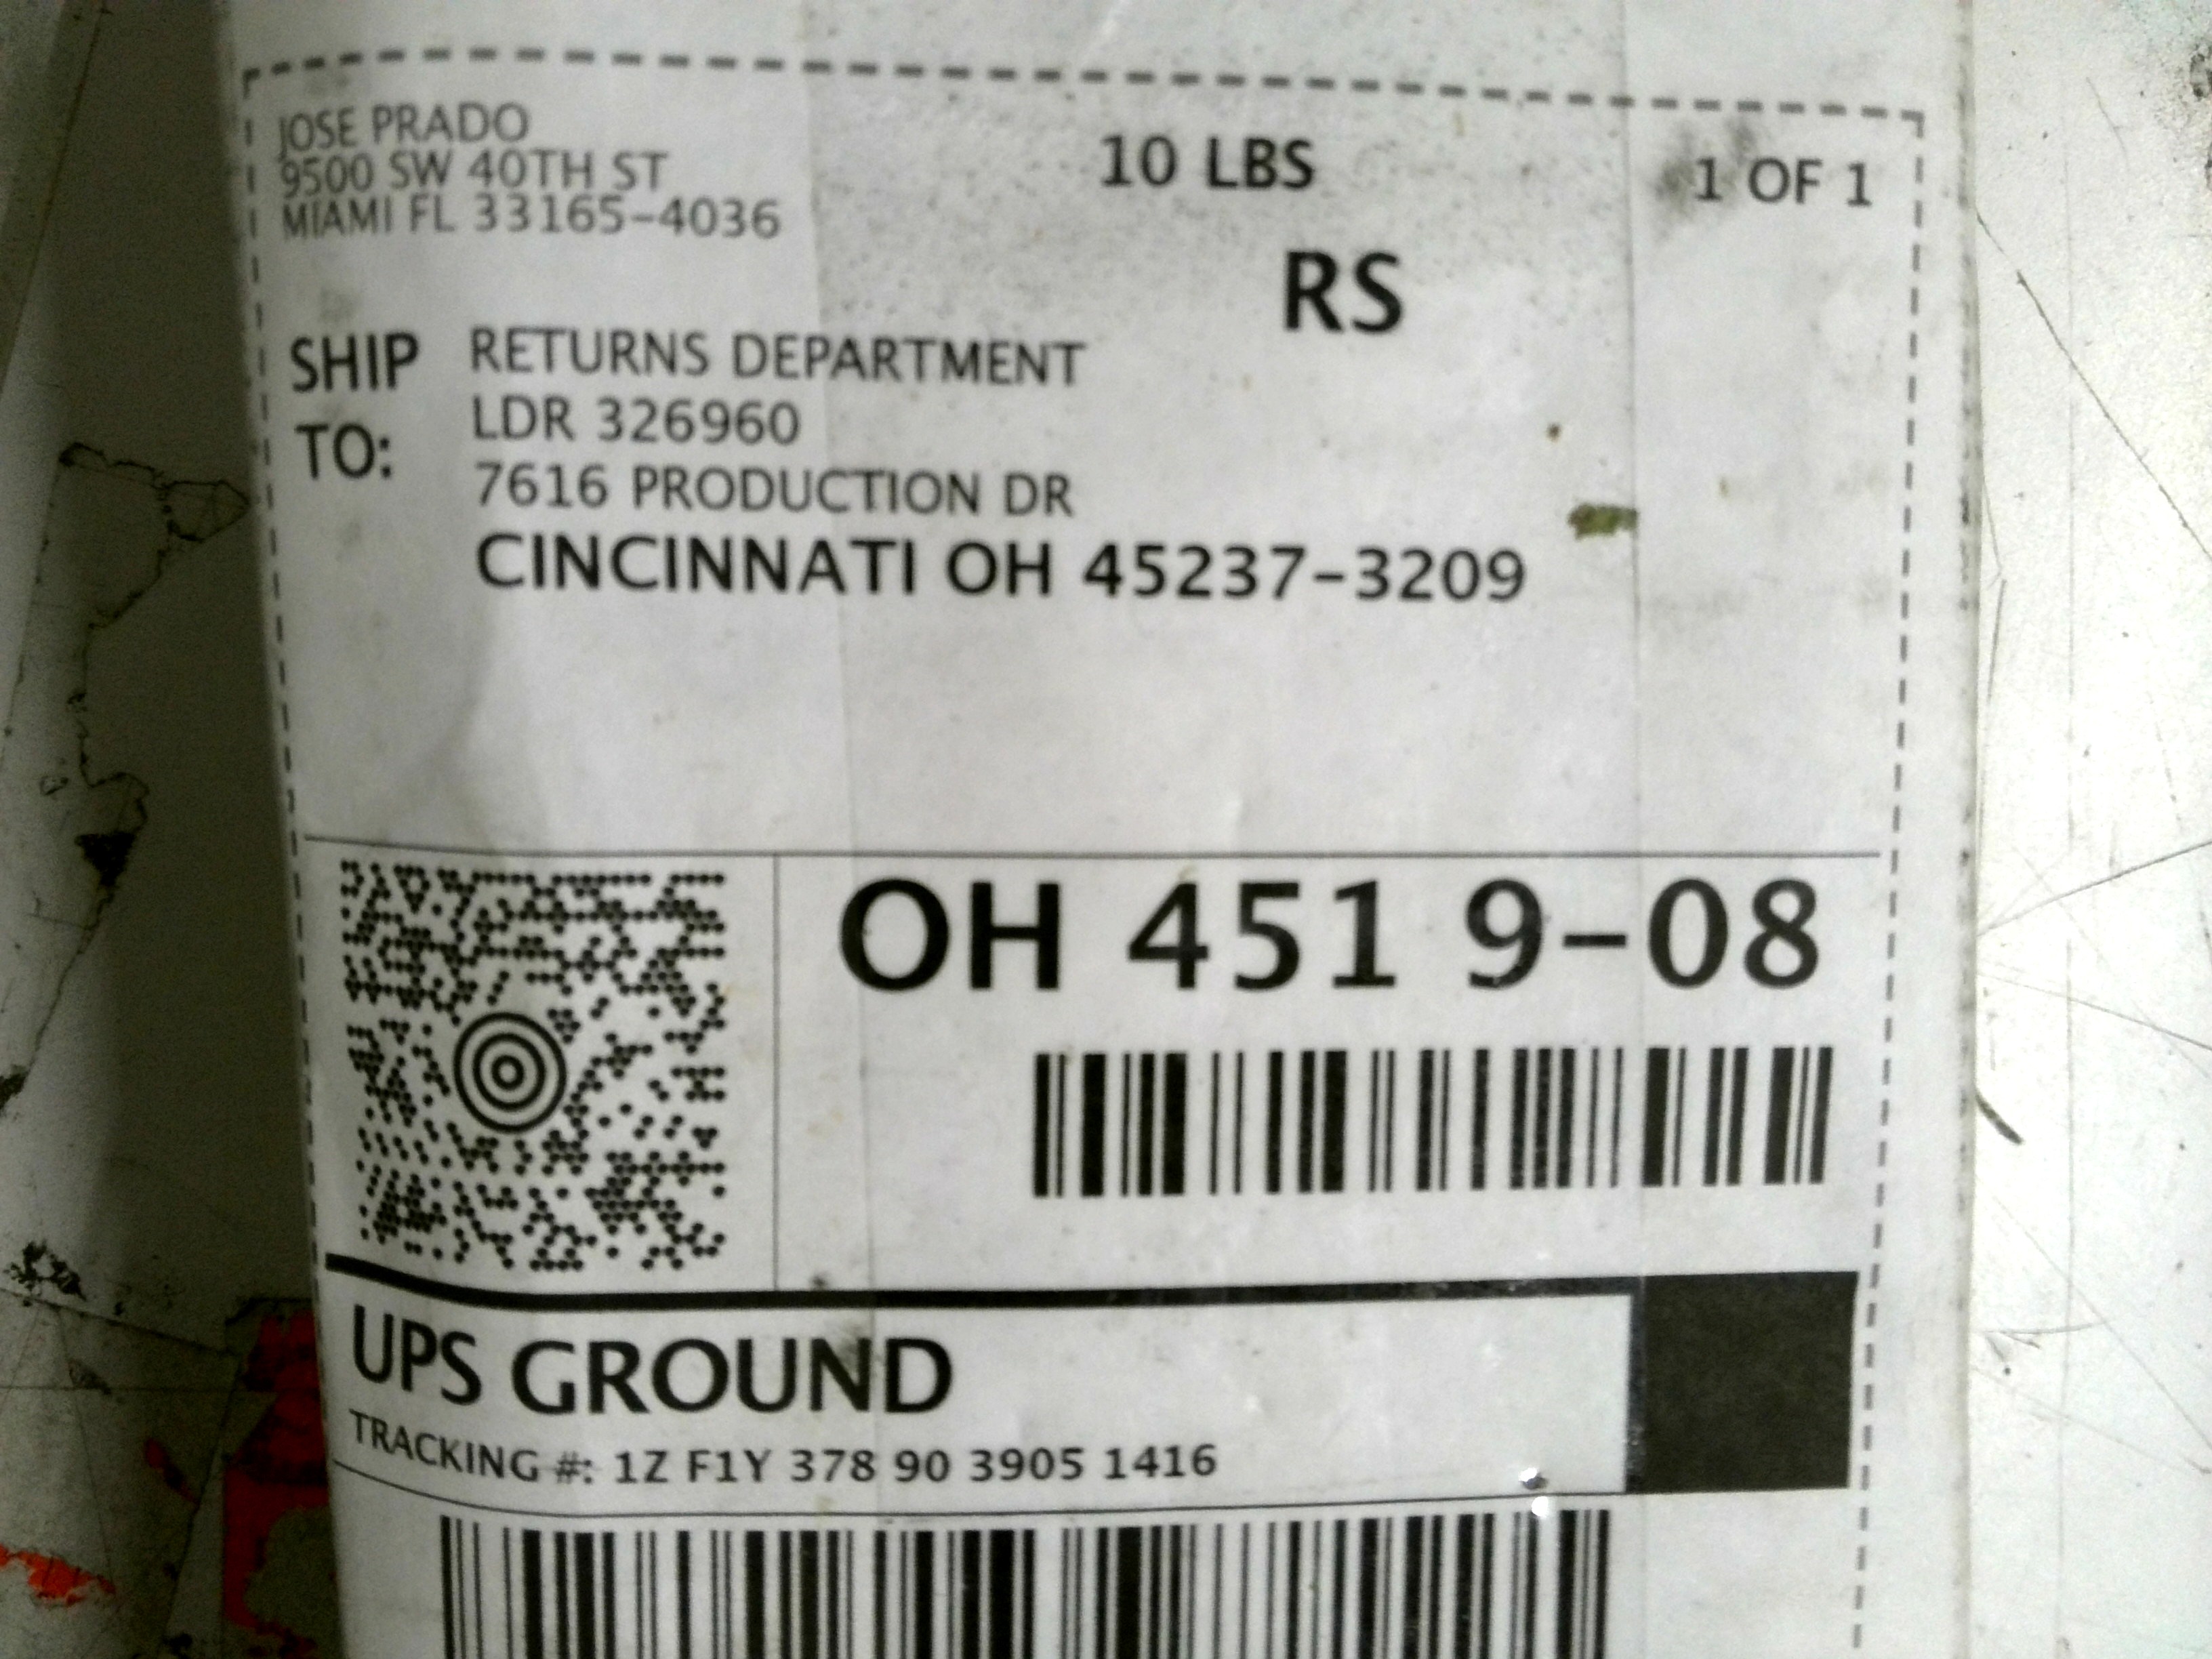 JOSE PRADO
9500 SW 40TH ST
MIAMI FL 33165-4036
10 LBS
1 OF 1
RS
SHIP TO:
RETURNS DEPARTMENT
LDR 326960
7616 PRODUCTION DR
CINCINNATI OH 45237-3209
OH 451 9-08
UPS GROUND
TRACKING #: 1Z F1Y 378 90 3905 1416